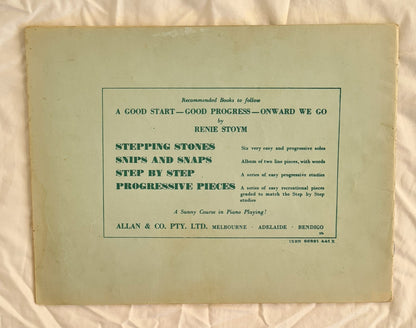 Recommended Books to follow
A GOOD START—GOOD PROGRESS—ONWARD WE GO
by
RENIE STOYM
STEPPING STONES Six very easy and progressive solos
SNIPS AND SNAPS Album of two line pieces, with words
STEP BY STEP A series of easy progressive studies
PROGRESSIVE PIECES A series of easy recreational pieces
graded to match the Step by Step
studies
A Sunny Course in Piano Playing!
ALLAN & CO. PTY. LTD. MELBOURNE - ADELAIDE - BENDIGO
ISBN